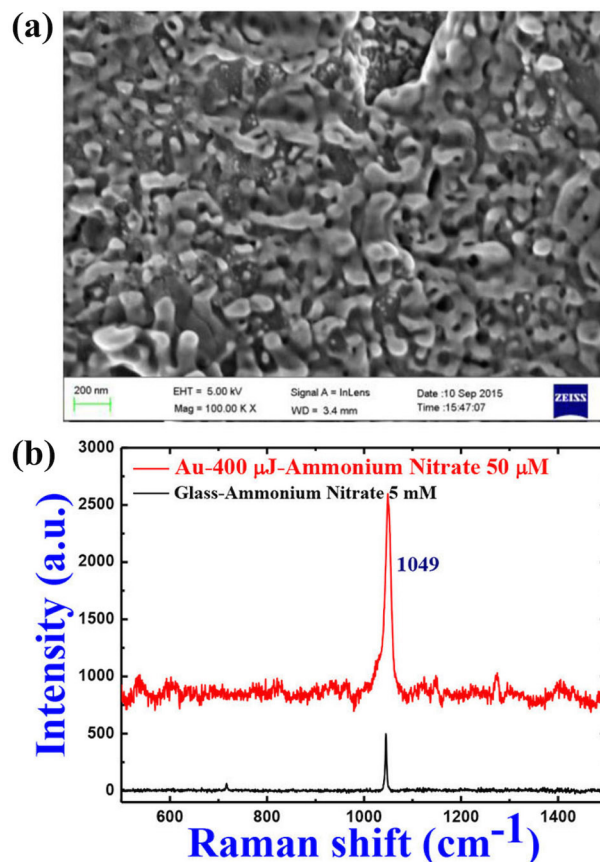 (a)
200 nm
EHT = 5.00 kV
Signal A = InLens
Date :10 Sep 2015
Mag = 100.00 K X
WD = 3.4 mm
Time :15:47:07
ZEISS
(b)
3000
2500
2000
1500
1000
500
0
Intensity (a.u.)
Au-400 µJ-Ammonium Nitrate 50 µM
Glass-Ammonium Nitrate 5 mM
1049
600 800 1000 1200 1400
Raman shift (cm-1)